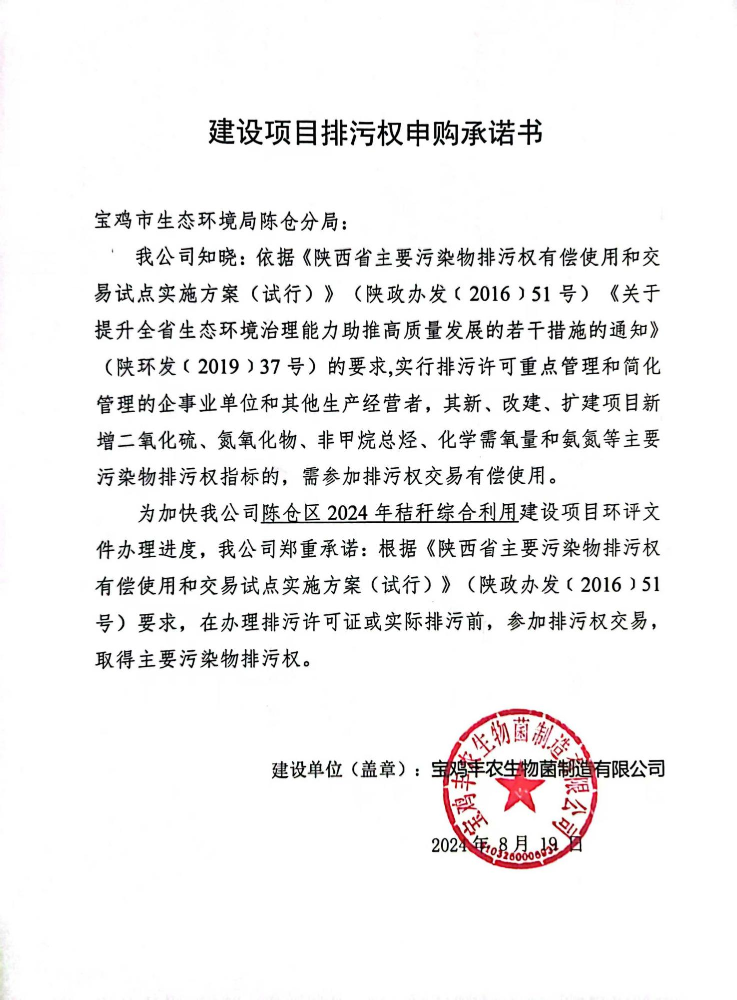 建设项目排污权申购承诺书
宝鸡市生态环境局陈仓分局：
我公司知晓：依据《陕西省主要污染物排污权有偿使用和交
易试点实施方案（试行）》（陕政办发﹝2016﹞51号）《关于
提升全省生态环境治理能力助推高质量发展的若干措施的通知》
（陕环发﹝2019﹞37号）的要求,实行排污许可重点管理和简化
管理的企事业单位和其他生产经营者，其新、改建、扩建项目新
增二氧化硫、氮氧化物、非甲烷总烃、化学需氧量和氨氮等主要
污染物排污权指标的，需参加排污权交易有偿使用。
为加快我公司陈仓区2024年秸秆综合利用建设项目环评文
件办理进度，我公司郑重承诺：根据《陕西省主要污染物排污权
有偿使用和交易试点实施方案（试行）》（陕政办发﹝2016﹞51
号）要求，在办理排污许可证或实际排污前，参加排污权交易，
取得主要污染物排污权。
建设单位（盖章）：宝鸡丰农生物菌制造有限公司
2024年8月19日
宝鸡丰农生物菌制造有限公司